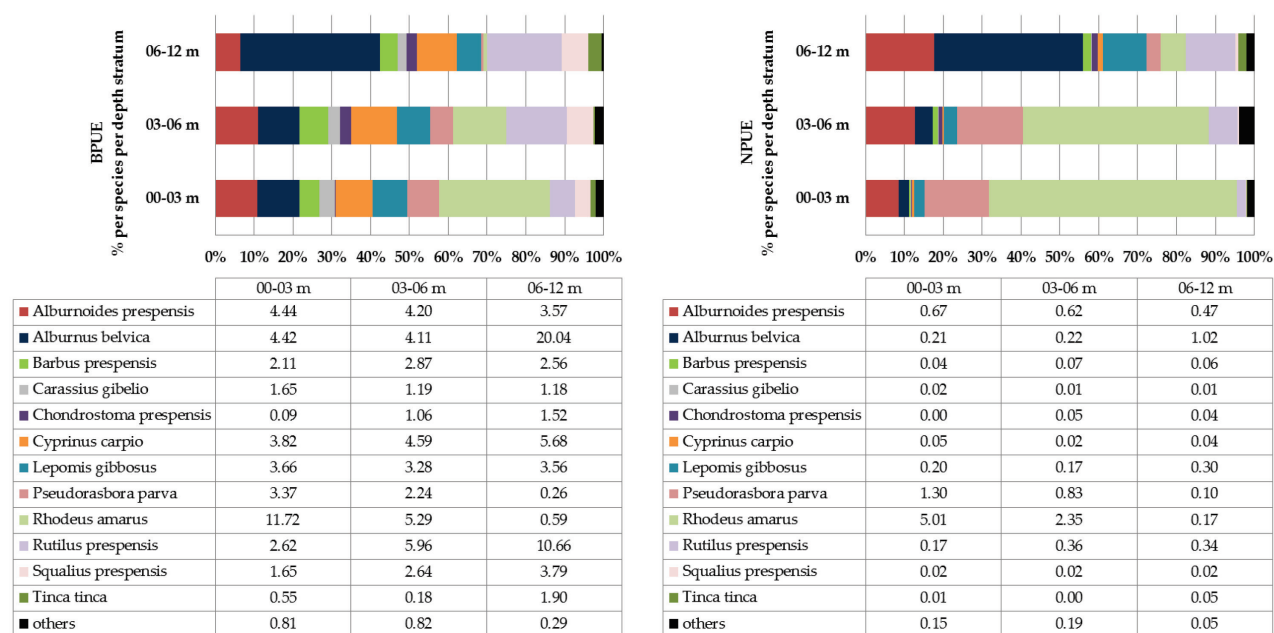 BPUE
% per species per depth stratum
06-12 m
03-06 m
00-03 m
0% 10% 20% 30% 40% 50% 60% 70% 80% 90% 100%
00-03 m 03-06 m 06-12 m
Alburnoides prespensis 4.44 4.20 3.57
Alburnus belvica 4.42 4.11 20.04
Barbus prespensis 2.11 2.87 2.56
Carassius gibelio 1.65 1.19 1.18
Chondrostoma prespensis 0.09 1.06 1.52
Cyprinus carpio 3.82 4.59 5.68
Lepomis gibbosus 3.66 3.28 3.56
Pseudorasbora parva 3.37 2.24 0.26
Rhodeus amarus 11.72 5.29 0.59
Rutilus prespensis 2.62 5.96 10.66
Squalius prespensis 1.65 2.64 3.79
Tinca tinca 0.55 0.18 1.90
others 0.81 0.82 0.29
NPUE
% per species per depth stratum
06-12 m
03-06 m
00-03 m
0% 10% 20% 30% 40% 50% 60% 70% 80% 90% 100%
00-03 m 03-06 m 06-12 m
Alburnoides prespensis 0.67 0.62 0.47
Alburnus belvica 0.21 0.22 1.02
Barbus prespensis 0.04 0.07 0.06
Carassius gibelio 0.02 0.01 0.01
Chondrostoma prespensis 0.00 0.05 0.04
Cyprinus carpio 0.05 0.02 0.04
Lepomis gibbosus 0.20 0.17 0.30
Pseudorasbora parva 1.30 0.83 0.10
Rhodeus amarus 5.01 2.35 0.17
Rutilus prespensis 0.17 0.36 0.34
Squalius prespensis 0.02 0.02 0.02
Tinca tinca 0.01 0.00 0.05
others 0.15 0.19 0.05